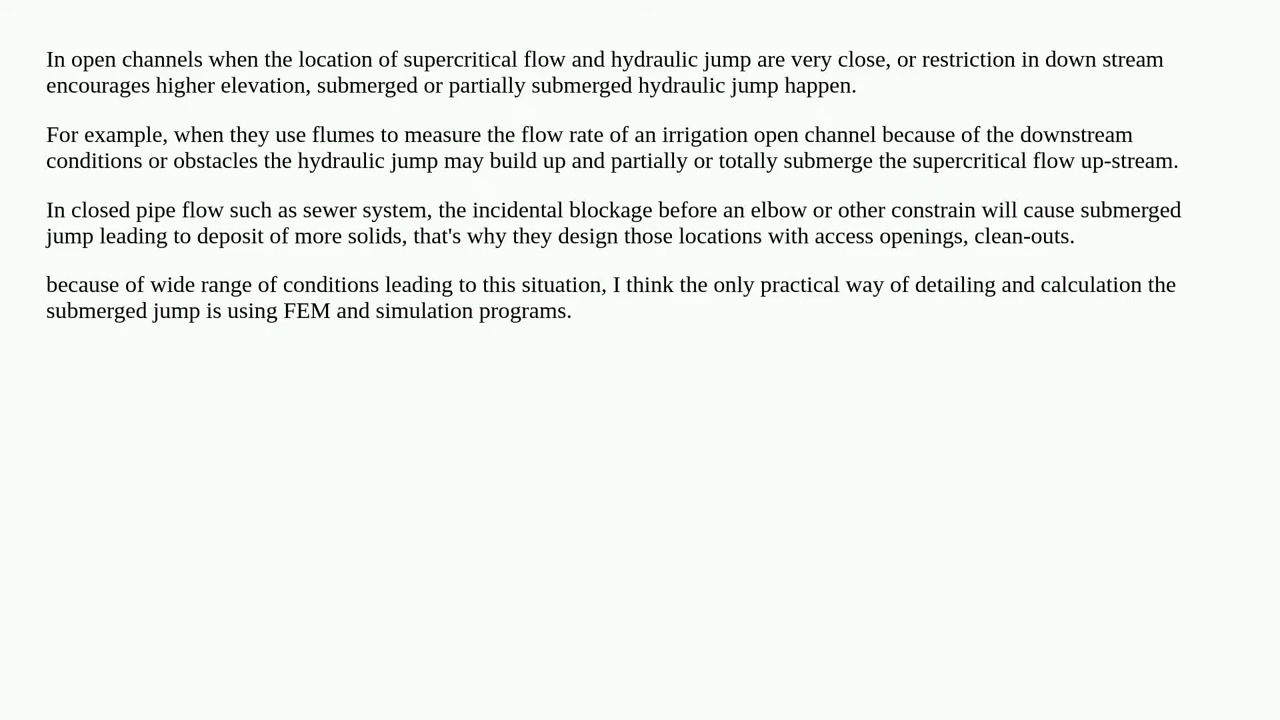 In open channels when the location of supercritical flow and hydraulic jump are very close, or restriction in down stream
encourages higher elevation, submerged or partially submerged hydraulic jump happen.
For example, when they use flumes to measure the flow rate of an irrigation open channel because of the downstream
conditions or obstacles the hydraulic jump may build up and partially or totally submerge the supercritical flow up-stream.
In closed pipe flow such as sewer system, the incidental blockage before an elbow or other constrain will cause submerged
jump leading to deposit of more solids, that's why they design those locations with access openings, clean-outs.
because of wide range of conditions leading to this situation, I think the only practical way of detailing and calculation the
submerged jump is using FEM and simulation programs.